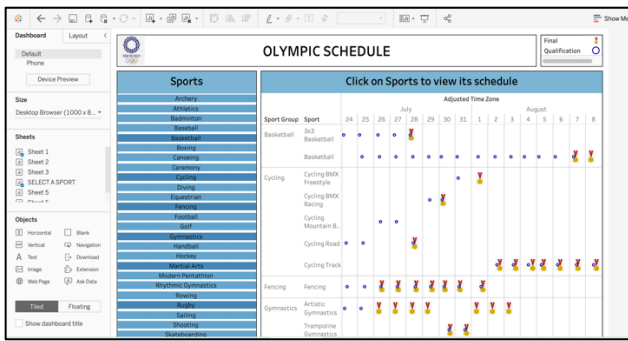 Show Me
Dashboard
Layout
Default
Phone
Device Preview
Size
Desktop Browser (1000 x 8...
Sheets
Sheet 1
Sheet 2
Sheet 3
SELECT A SPORT
Sheet 5
Objects
Horizontal
Blank
Vertical
Navigation
Text
Download
Image
Extension
Web Page
Ask Data
Tiled
Floating
Show dashboard title
OLYMPIC SCHEDULE
Final
Qualification
Sports
Archery
Athletics
Badminton
Baseball
Basketball
Boxing
Canoeing
Ceremony
Cycling
Diving
Equestrian
Fencing
Football
Golf
Gymnastics
Handball
Hockey
Martial Arts
Modern Pentathlon
Rhythmic Gymnastics
Rowing
Rugby
Sailing
Shooting
Skateboarding
Click on Sports to view its schedule
Adjusted Time Zone
July
August
Sport Group
Sport
24 25 26 27 28 29 30 31 1 2 3 4 5 6 7 8
Basketball
3x3
Basketball
Basketball
Cycling
Cycling BMX
Freestyle
Cycling BMX
Racing
Cycling
Mountain B..
Cycling Road
Cycling Track
Fencing
Fencing
Gymnastics
Artistic
Gymnastics
Trampoline
Gymnastics